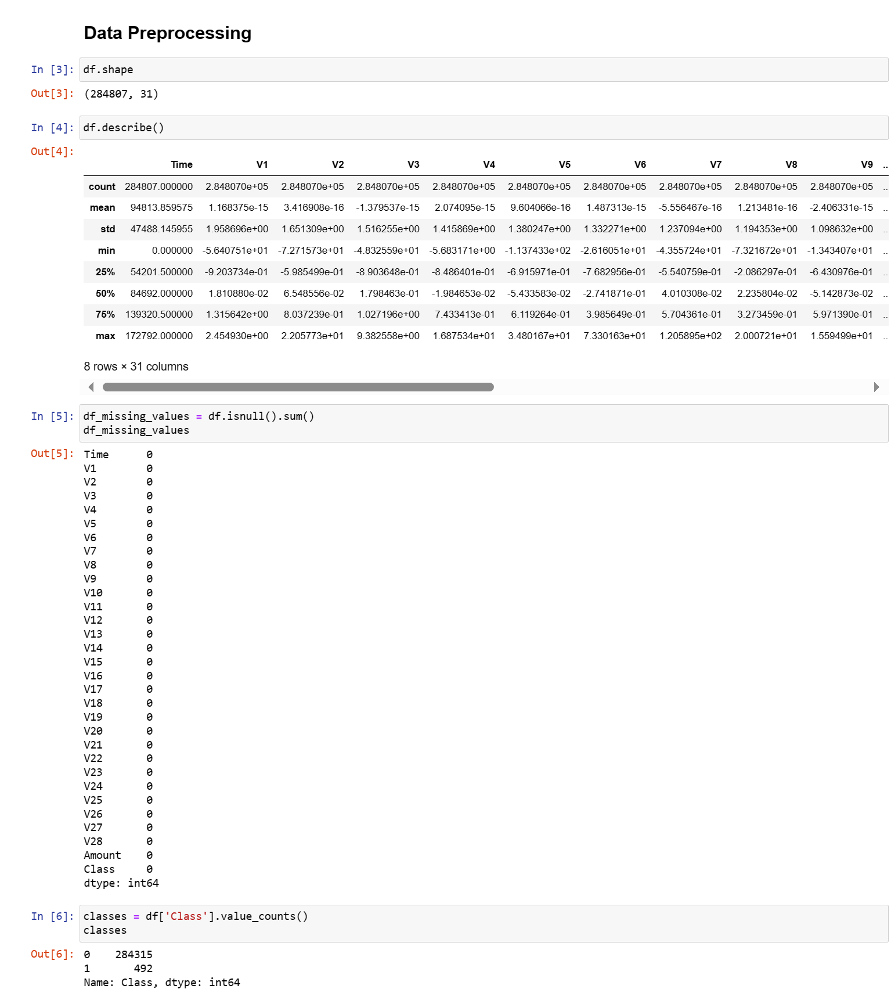 Data Preprocessing
In [3]: df.shape
Out[3]: (284807, 31)
In [4]: df.describe()
Out[4]:
Time V1 V2 V3 V4 V5 V6 V7 V8 V9 ..
count 284807.000000 2.848070e+05 2.848070e+05 2.848070e+05 2.848070e+05 2.848070e+05 2.848070e+05 2.848070e+05 2.848070e+05 2.848070e+05 ..
mean 94813.859575 1.168375e-15 3.416908e-16 -1.379537e-15 2.074095e-15 9.604066e-16 1.487313e-15 -5.556467e-16 1.213481e-16 -2.406331e-15 ..
std 47488.145955 1.958696e+00 1.651309e+00 1.516255e+00 1.415869e+00 1.380247e+00 1.332271e+00 1.237094e+00 1.194353e+00 1.098632e+00 ..
min 0.000000 -5.640751e+01 -7.271573e+01 -4.832559e+01 -5.683171e+00 -1.137433e+02 -2.616051e+01 -4.355724e+01 -7.321672e+01 -1.343407e+01 ..
25% 54201.500000 -9.203734e-01 -5.985499e-01 -8.903648e-01 -8.486401e-01 -6.915971e-01 -7.682956e-01 -5.540759e-01 -2.086297e-01 -6.430976e-01 ..
50% 84692.000000 1.810880e-02 6.548556e-02 1.798463e-01 -1.984653e-02 -5.433583e-02 -2.741871e-01 4.010308e-02 2.235804e-02 -5.142873e-02 ..
75% 139320.500000 1.315642e+00 8.037239e-01 1.027196e+00 7.433413e-01 6.119264e-01 3.985649e-01 5.704361e-01 3.273459e-01 5.971390e-01 ..
max 172792.000000 2.454930e+00 2.205773e+01 9.382558e+00 1.687534e+01 3.480167e+01 7.330163e+01 1.205895e+02 2.000721e+01 1.559499e+01 ..
8 rows × 31 columns
In [5]: df_missing_values = df.isnull().sum()
df_missing_values
Out[5]: Time 0
V1 0
V2 0
V3 0
V4 0
V5 0
V6 0
V7 0
V8 0
V9 0
V10 0
V11 0
V12 0
V13 0
V14 0
V15 0
V16 0
V17 0
V18 0
V19 0
V20 0
V21 0
V22 0
V23 0
V24 0
V25 0
V26 0
V27 0
V28 0
Amount 0
Class 0
dtype: int64
In [6]: classes = df['Class'].value_counts()
classes
Out[6]: 0 284315
1 492
Name: Class, dtype: int64